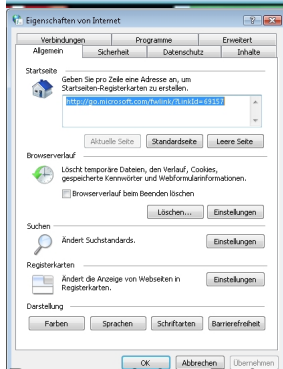 Eigenschaften von Internet
Verbindungen Programme Erweitert
Allgemein Sicherheit Datenschutz Inhalte
Startseite
Geben Sie pro Zeile eine Adresse an, um
Startseiten-Registerkarten zu erstellen.
http://go.microsoft.com/fwlink/?LinkId=69157
Aktuelle Seite Standardseite Leere Seite
Browserverlauf
Löscht temporäre Dateien, den Verlauf, Cookies,
gespeicherte Kennwörter und Webformularinformationen.
Browserverlauf beim Beenden löschen
Löschen... Einstellungen
Suchen
Ändert Suchstandards. Einstellungen
Registerkarten
Ändert die Anzeige von Webseiten in
Registerkarten.
Einstellungen
Darstellung
Farben Sprachen Schriftarten Barrierefreiheit
OK Abbrechen Übernehmen